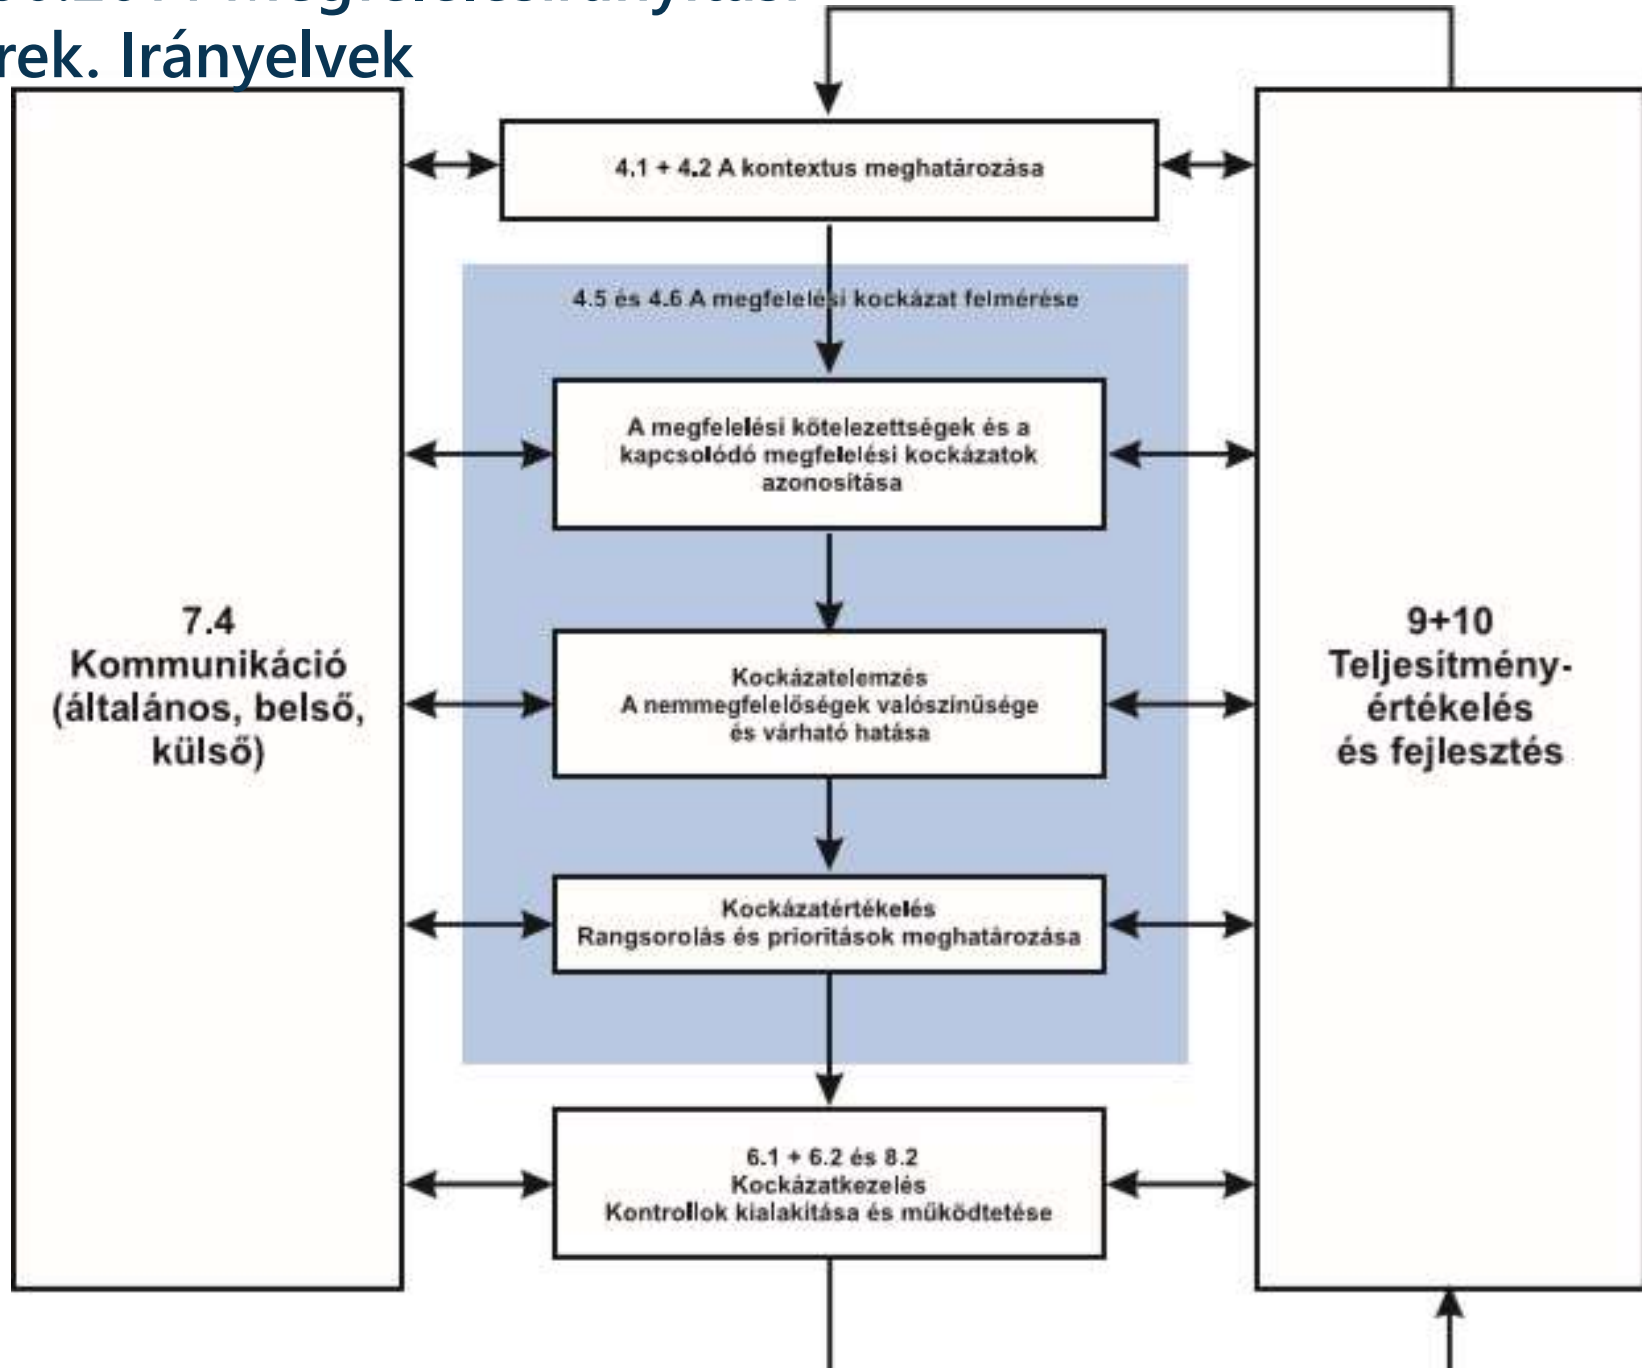 rek. Irányelvek
4.1 + 4.2 A kontextus meghatározása
4.5 és 4.6 A megfelelési kockázat felmérése
A megfelelési kötelezettségek és a
kapcsolódó megfelelési kockázatok
azonosítása
7.4
Kommunikáció
(általános, belső,
külső)
Kockázatelemzés
A nemmegfelelőségek valószínűsége
és várható hatása
9+10
Teljesítmény-
értékelés
és fejlesztés
Kockázatértékelés
Rangsorolás és prioritások meghatározása
6.1 + 6.2 és 8.2
Kockázatkezelés
Kontrollok kialakítása és működtetése